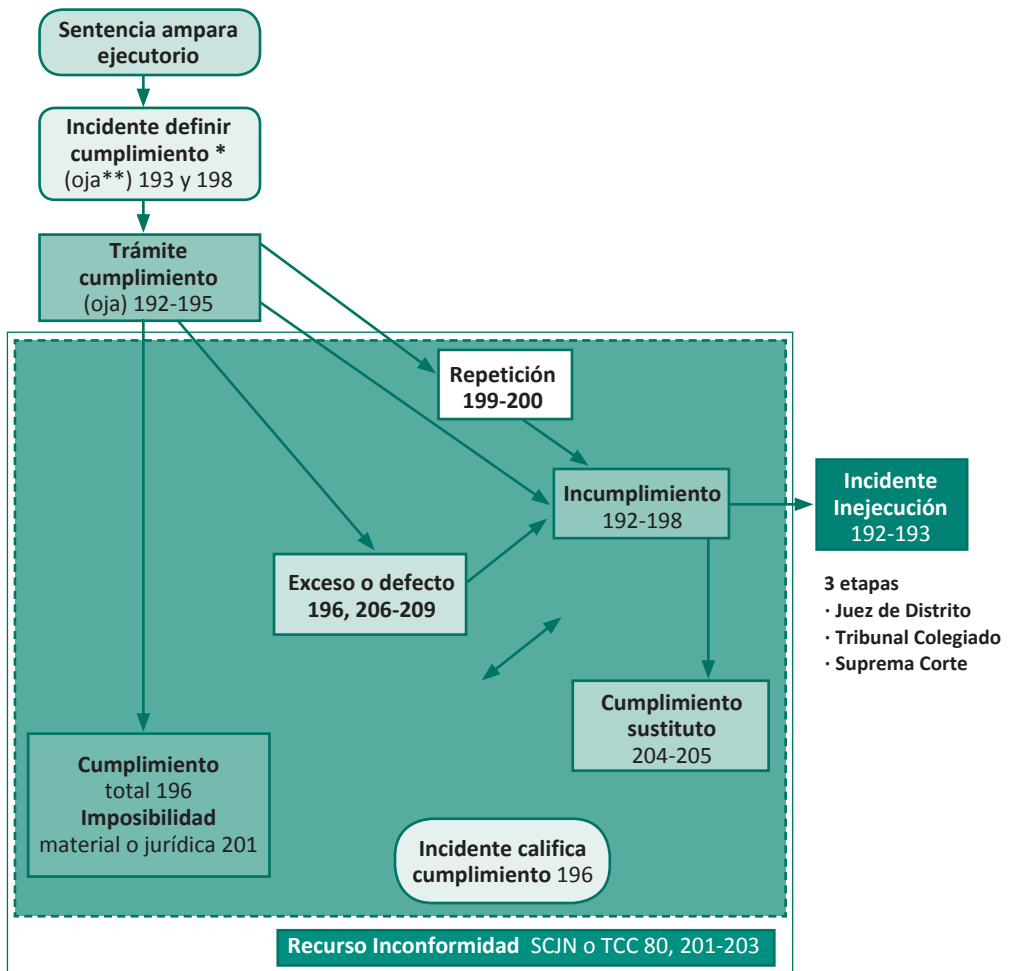 Sentencia ampara
ejecutorio
Incidente definir
cumplimiento *
(oja**) 193 y 198
Trámite
cumplimiento
(oja) 192-195
Repetición
199-200
Incumplimiento
192-198
Incidente
Inejecución
192-193
3 etapas
· Juez de Distrito
· Tribunal Colegiado
· Suprema Corte
Exceso o defecto
196, 206-209
Cumplimiento
sustituto
204-205
Cumplimiento
total 196
Imposibilidad
material o jurídica 201
Incidente califica
cumplimiento 196
Recurso Inconformidad SCJN o TCC 80, 201-203